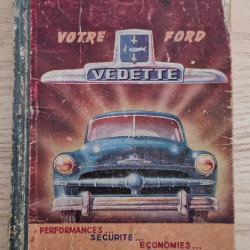 VOTRE FORD
VEDETTE
PERFORMANCES...
SÉCURITÉ...
ÉCONOMIES...